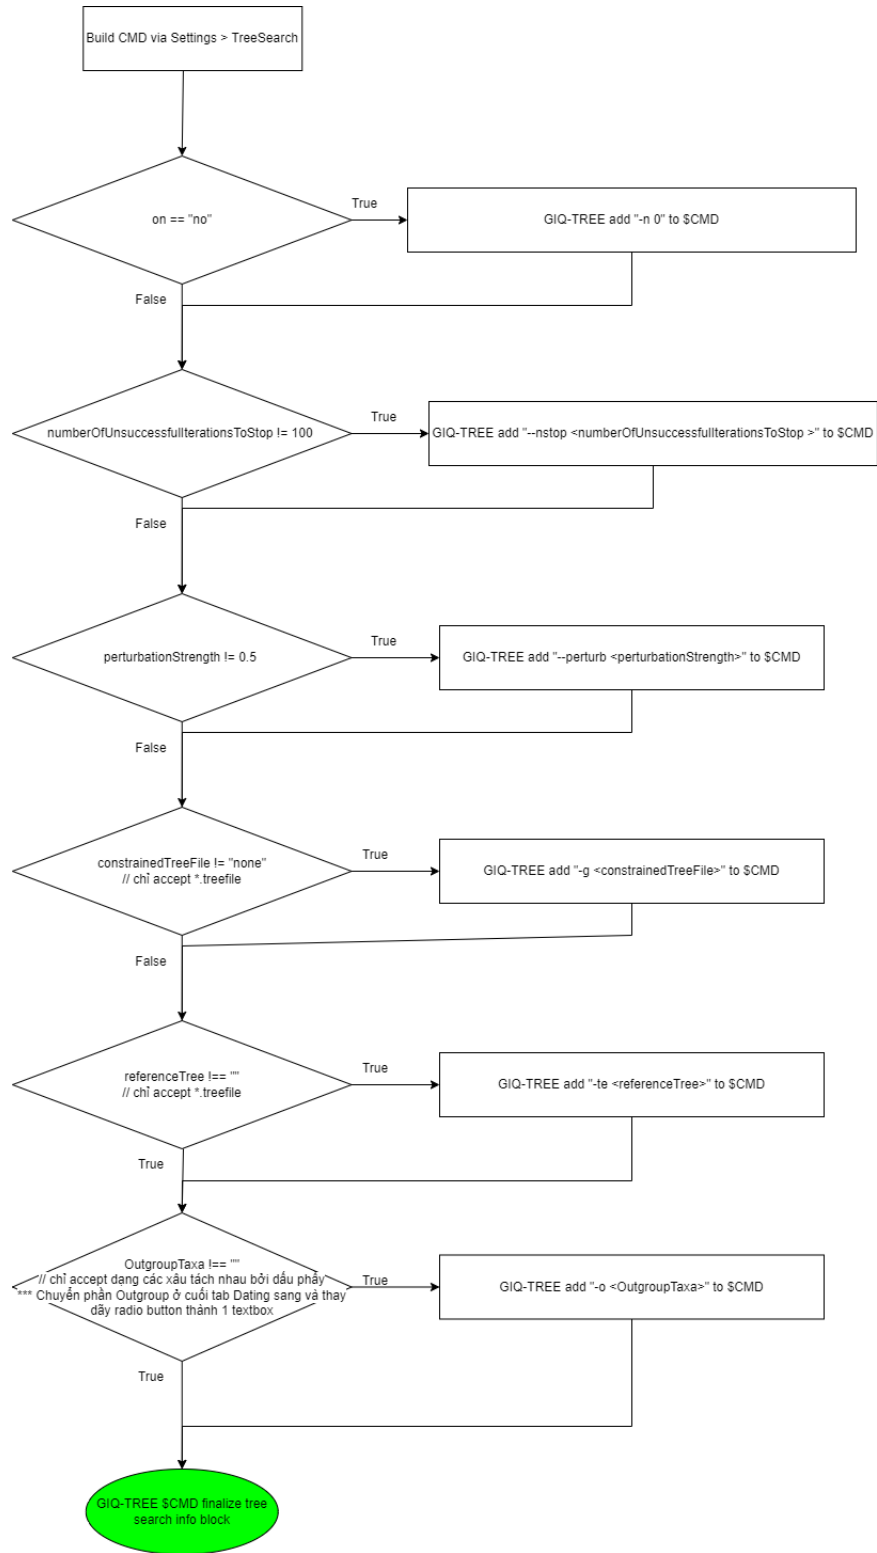 Build CMD via Settings > TreeSearch
on == "no"
True
GIQ-TREE add "-n 0" to $CMD
False
numberOfUnsuccessfulIterationsToStop != 100
True
GIQ-TREE add "--nstop <numberOfUnsuccessfulIterationsToStop >" to $CMD
False
perturbationStrength != 0.5
True
GIQ-TREE add "--perturb <perturbationStrength>" to $CMD
False
constrainedTreeFile != "none"
// chỉ accept *.treefile
True
GIQ-TREE add "-g <constrainedTreeFile>" to $CMD
False
referenceTree !== ""
// chỉ accept *.treefile
True
GIQ-TREE add "-te <referenceTree>" to $CMD
True
OutgroupTaxa !== ""
// chỉ accept dạng các xâu tách nhau bởi dấu phẩy
*** Chuyển phần Outgroup ở cuối tab Dating sang và thay
dãy radio button thành 1 textbox
True
GIQ-TREE add "-o <OutgroupTaxa>" to $CMD
True
GIQ-TREE $CMD finalize tree
search info block